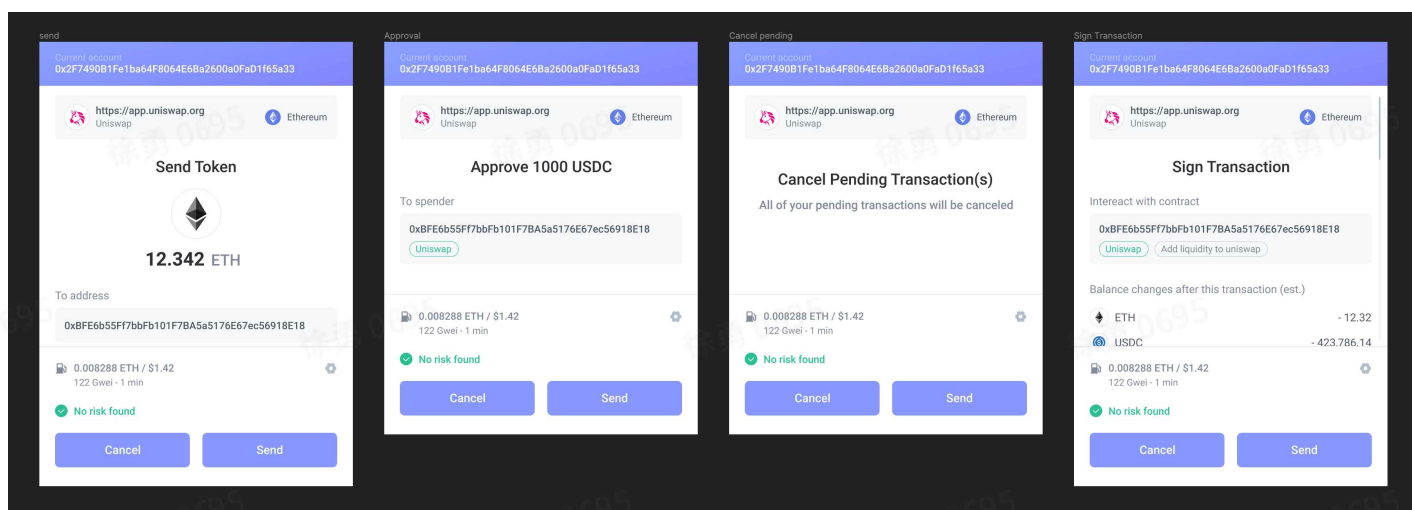 send
Current account
0x2F7490B1Fe1ba64F8064E6Ba2600a0FaD1f65a33
https://app.uniswap.org
Uniswap
Ethereum
Send Token
12.342 ETH
To address
0xBFE6b55Ff7bbFb101F7BA5a5176E67ec56918E18
0.008288 ETH / $1.42
122 Gwei - 1 min
No risk found
Cancel
Send
Approval
Current account
0x2F7490B1Fe1ba64F8064E6Ba2600a0FaD1f65a33
https://app.uniswap.org
Uniswap
Ethereum
Approve 1000 USDC
To spender
0xBFE6b55Ff7bbFb101F7BA5a5176E67ec56918E18
Uniswap
0.008288 ETH / $1.42
122 Gwei - 1 min
No risk found
Cancel
Send
Cancel pending
Current account
0x2F7490B1Fe1ba64F8064E6Ba2600a0FaD1f65a33
https://app.uniswap.org
Uniswap
Ethereum
Cancel Pending Transaction(s)
All of your pending transactions will be canceled
0.008288 ETH / $1.42
122 Gwei - 1 min
No risk found
Cancel
Send
Sign Transaction
Current account
0x2F7490B1Fe1ba64F8064E6Ba2600a0FaD1f65a33
https://app.uniswap.org
Uniswap
Ethereum
Sign Transaction
Intereact with contract
0xBFE6b55Ff7bbFb101F7BA5a5176E67ec56918E18
Uniswap
Add liquidity to uniswap
Balance changes after this transaction (est.)
ETH - 12.32
USDC - 423.786.14
0.008288 ETH / $1.42
122 Gwei - 1 min
No risk found
Cancel
Send
徐勇 0695